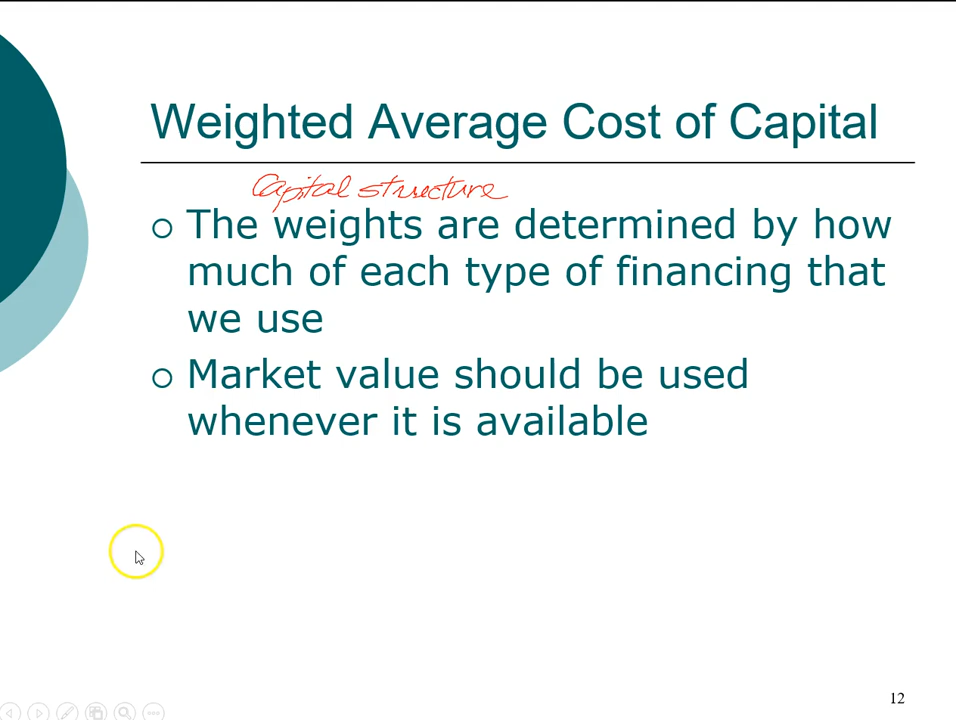 Weighted Average Cost of Capital
Capital structure
The weights are determined by how
much of each type of financing that
we use
Market value should be used
whenever it is available
12